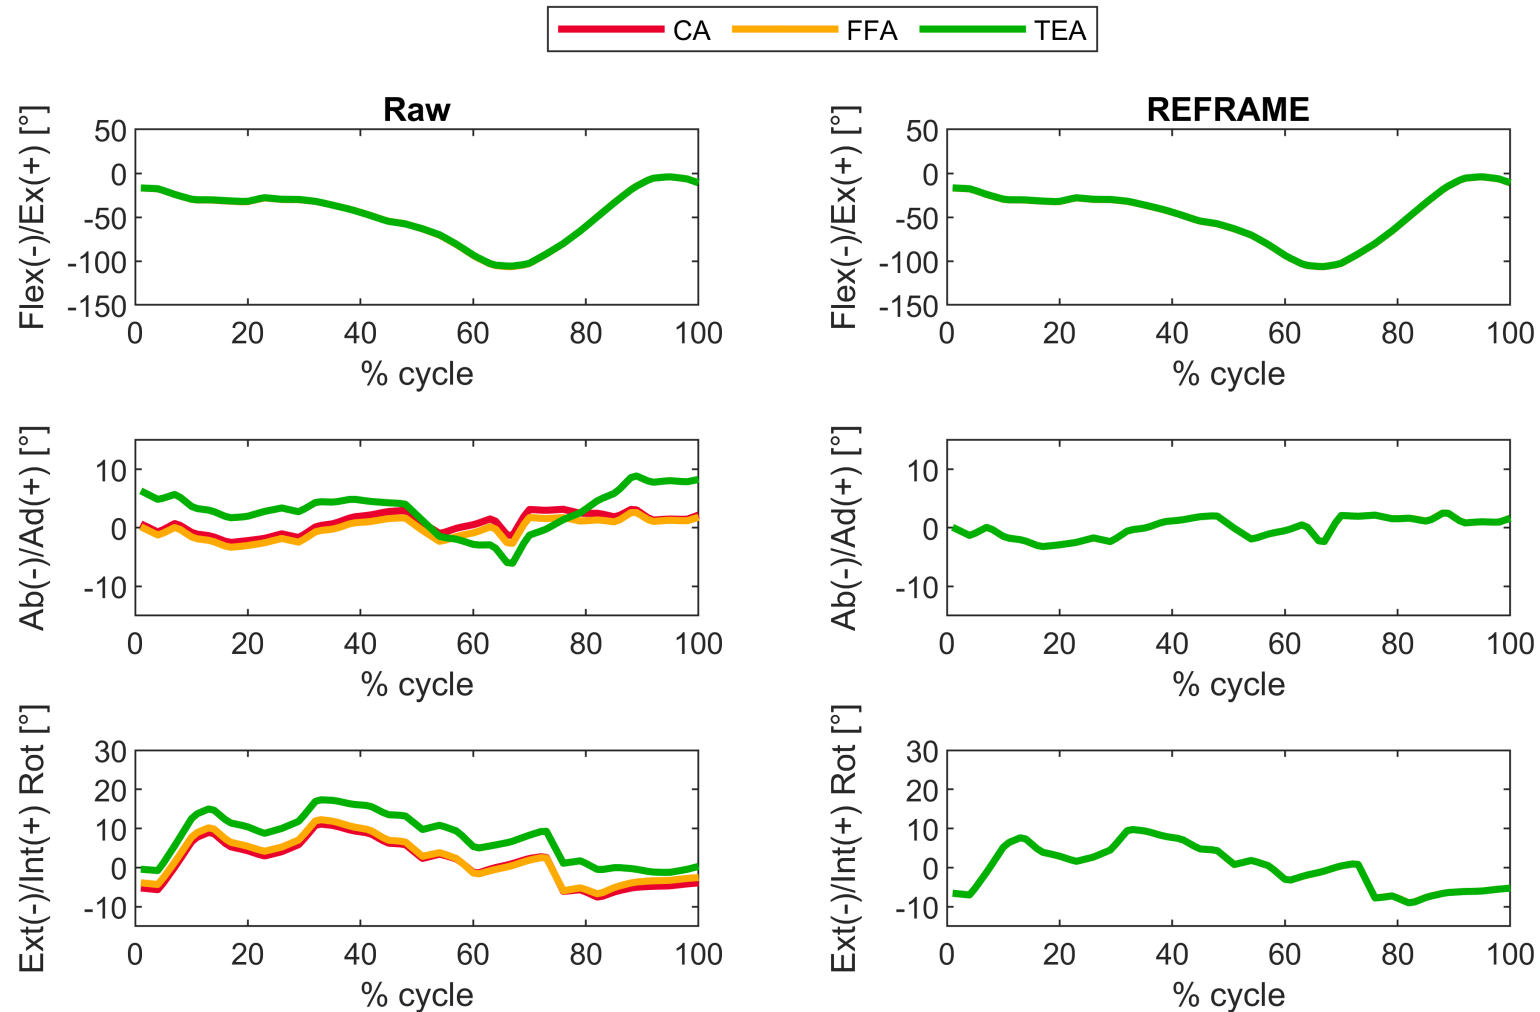 CA FFA TEA
Raw
Flex(-)/Ex(+) [°]
50
0
-50
-100
-150
0 20 40 60 80 100
% cycle
REFRAME
Flex(-)/Ex(+) [°]
50
0
-50
-100
-150
0 20 40 60 80 100
% cycle
Ab(-)/Ad(+) [°]
10
0
-10
0 20 40 60 80 100
% cycle
Ab(-)/Ad(+) [°]
10
0
-10
0 20 40 60 80 100
% cycle
Ext(-)/Int(+) Rot [°]
30
20
10
0
-10
0 20 40 60 80 100
% cycle
Ext(-)/Int(+) Rot [°]
30
20
10
0
-10
0 20 40 60 80 100
% cycle